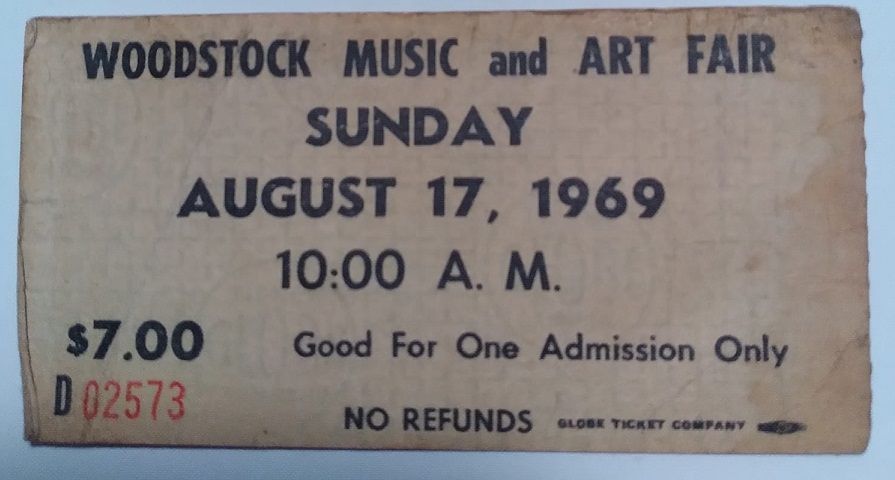 WOODSTOCK MUSIC and ART FAIR
SUNDAY
AUGUST 17, 1969
10:00 A. M.
$7.00 Good For One Admission Only
D 02573
NO REFUNDS GLOBE TICKET COMPANY